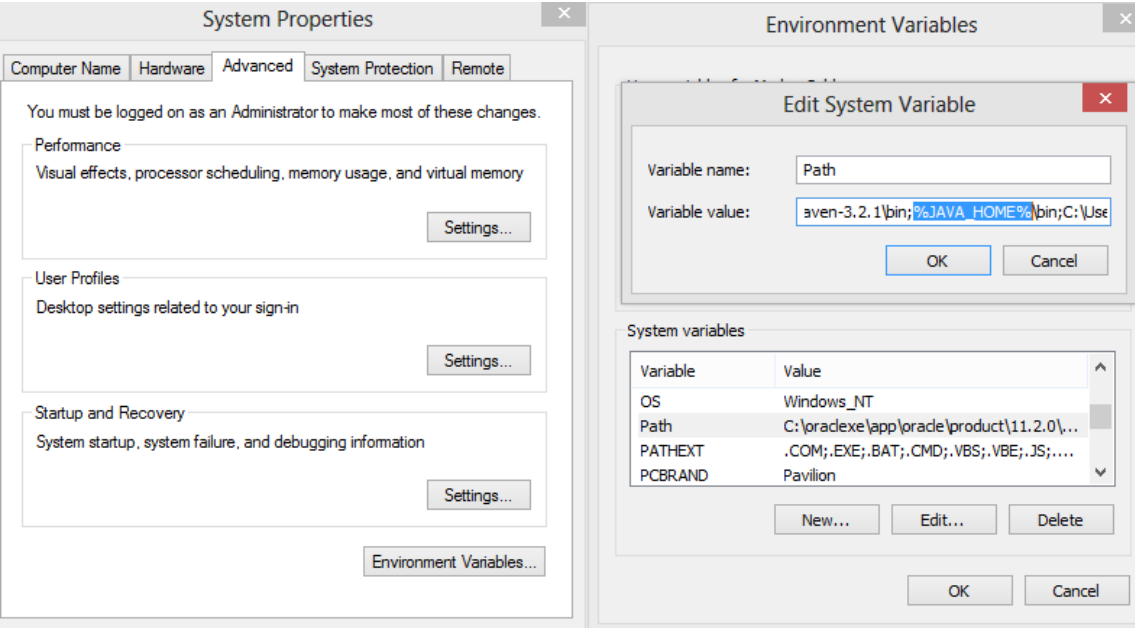 System Properties
Computer Name
Hardware
Advanced
System Protection
Remote
You must be logged on as an Administrator to make most of these changes.
Performance
Visual effects, processor scheduling, memory usage, and virtual memory
Settings...
User Profiles
Desktop settings related to your sign-in
Settings...
Startup and Recovery
System startup, system failure, and debugging information
Settings...
Environment Variables...
Environment Variables
Edit System Variable
Variable name:
Path
Variable value:
aven-3.2.1\bin;%JAVA_HOME%\bin;C:\Use
OK
Cancel
System variables
Variable Value
OS Windows_NT
Path C:\oraclexe\app\oracle\product\11.2.0\...
PATHEXT .COM;.EXE;.BAT;.CMD;.VBS;.VBE;.JS;....
PCBRAND Pavilion
New...
Edit...
Delete
OK
Cancel